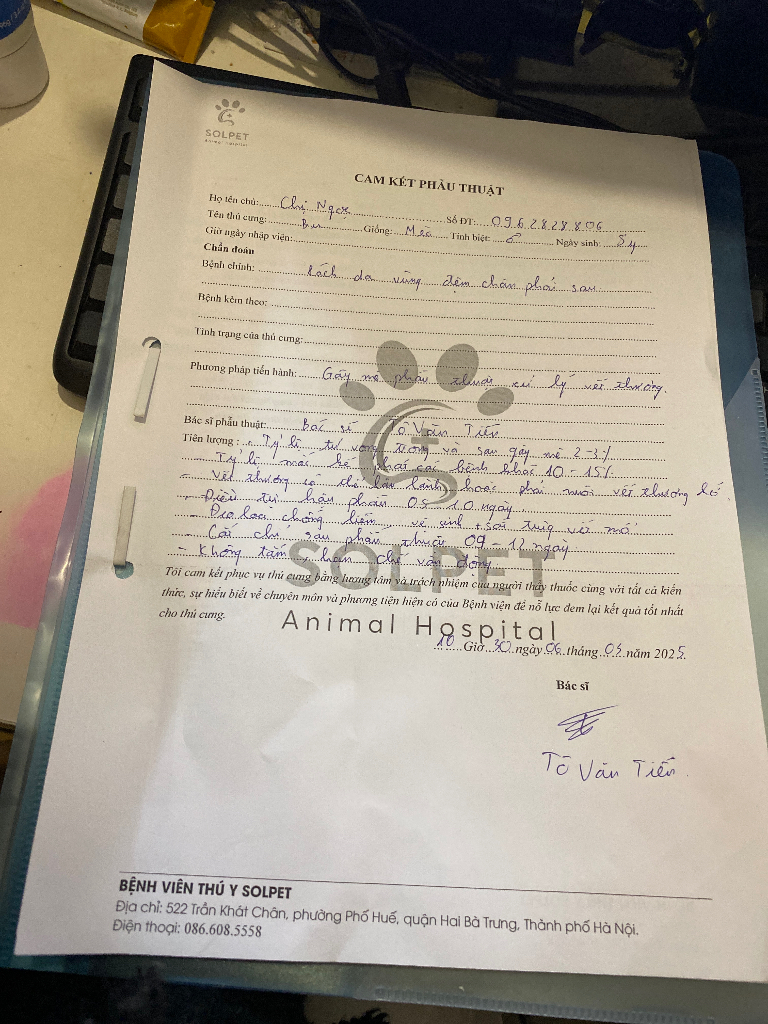 SOLPET
Animal Hospital
CAM KẾT PHẪU THUẬT
Họ tên chủ: Chị Ngọc Số ĐT: 0962828806
Tên thú cưng: Bu Giống: Mèo Tính biệt: ♂ Ngày sinh: 5y
Giờ ngày nhập viện:
Chẩn đoán
Bệnh chính: Rách da vùng đệm chân phải sau
Bệnh kèm theo:
Tình trạng của thú cưng:
Phương pháp tiến hành: Gây mê phẫu thuật xử lý vết thương.
Bác sĩ phẫu thuật: Bác sĩ Tô Văn Tiến
Tiên lượng: - Tỷ lệ tử vong trong và sau gây mê 2-3%
Tỷ lệ mắc kế phát các bệnh khác 10-15%
- Vết thương có thể lâu lành, hoặc phải nuôi vết thương hở.
- Điều trị hậu phẫu 05-10 ngày
- Đeo loa chống liếm, vệ sinh + sát trùng vết mổ
- Cắt chỉ sau phẫu thuật 09-12 ngày
- Không tắm, hạn chế vận động
SOLPET
Tôi cam kết phục vụ thú cưng bằng lương tâm và trách nhiệm của người thầy thuốc cùng với tất cả kiến
thức, sự hiểu biết về chuyên môn và phương tiện hiện có của Bệnh viện để nỗ lực đem lại kết quả tốt nhất
cho thú cưng.
Animal Hospital
10 Giờ 30 ngày 06 tháng 05 năm 2025
Bác sĩ
Tô Văn Tiến
BỆNH VIÊN THÚ Y SOLPET
Địa chỉ: 522 Trần Khát Chân, phường Phố Huế, quận Hai Bà Trưng, Thành phố Hà Nội.
Điện thoại: 086.608.5558